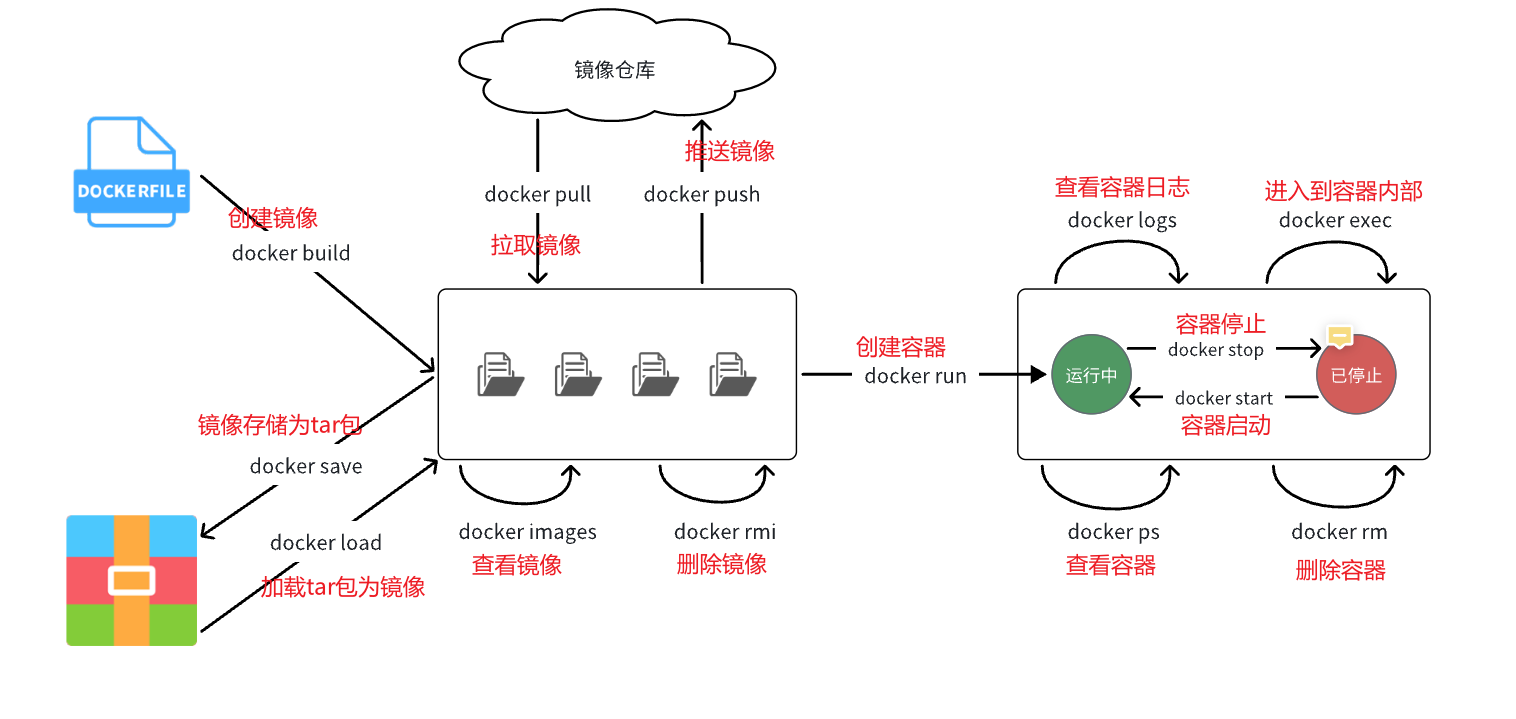 镜像仓库
推送镜像
docker pull
docker push
拉取镜像
DOCKERFILE
创建镜像
docker build
镜像存储为tar包
docker save
docker load
加载tar包为镜像
docker images
查看镜像
docker rmi
删除镜像
创建容器
docker run
查看容器日志
docker logs
进入到容器内部
docker exec
容器停止
docker stop
运行中
已停止
docker start
容器启动
docker ps
查看容器
docker rm
删除容器